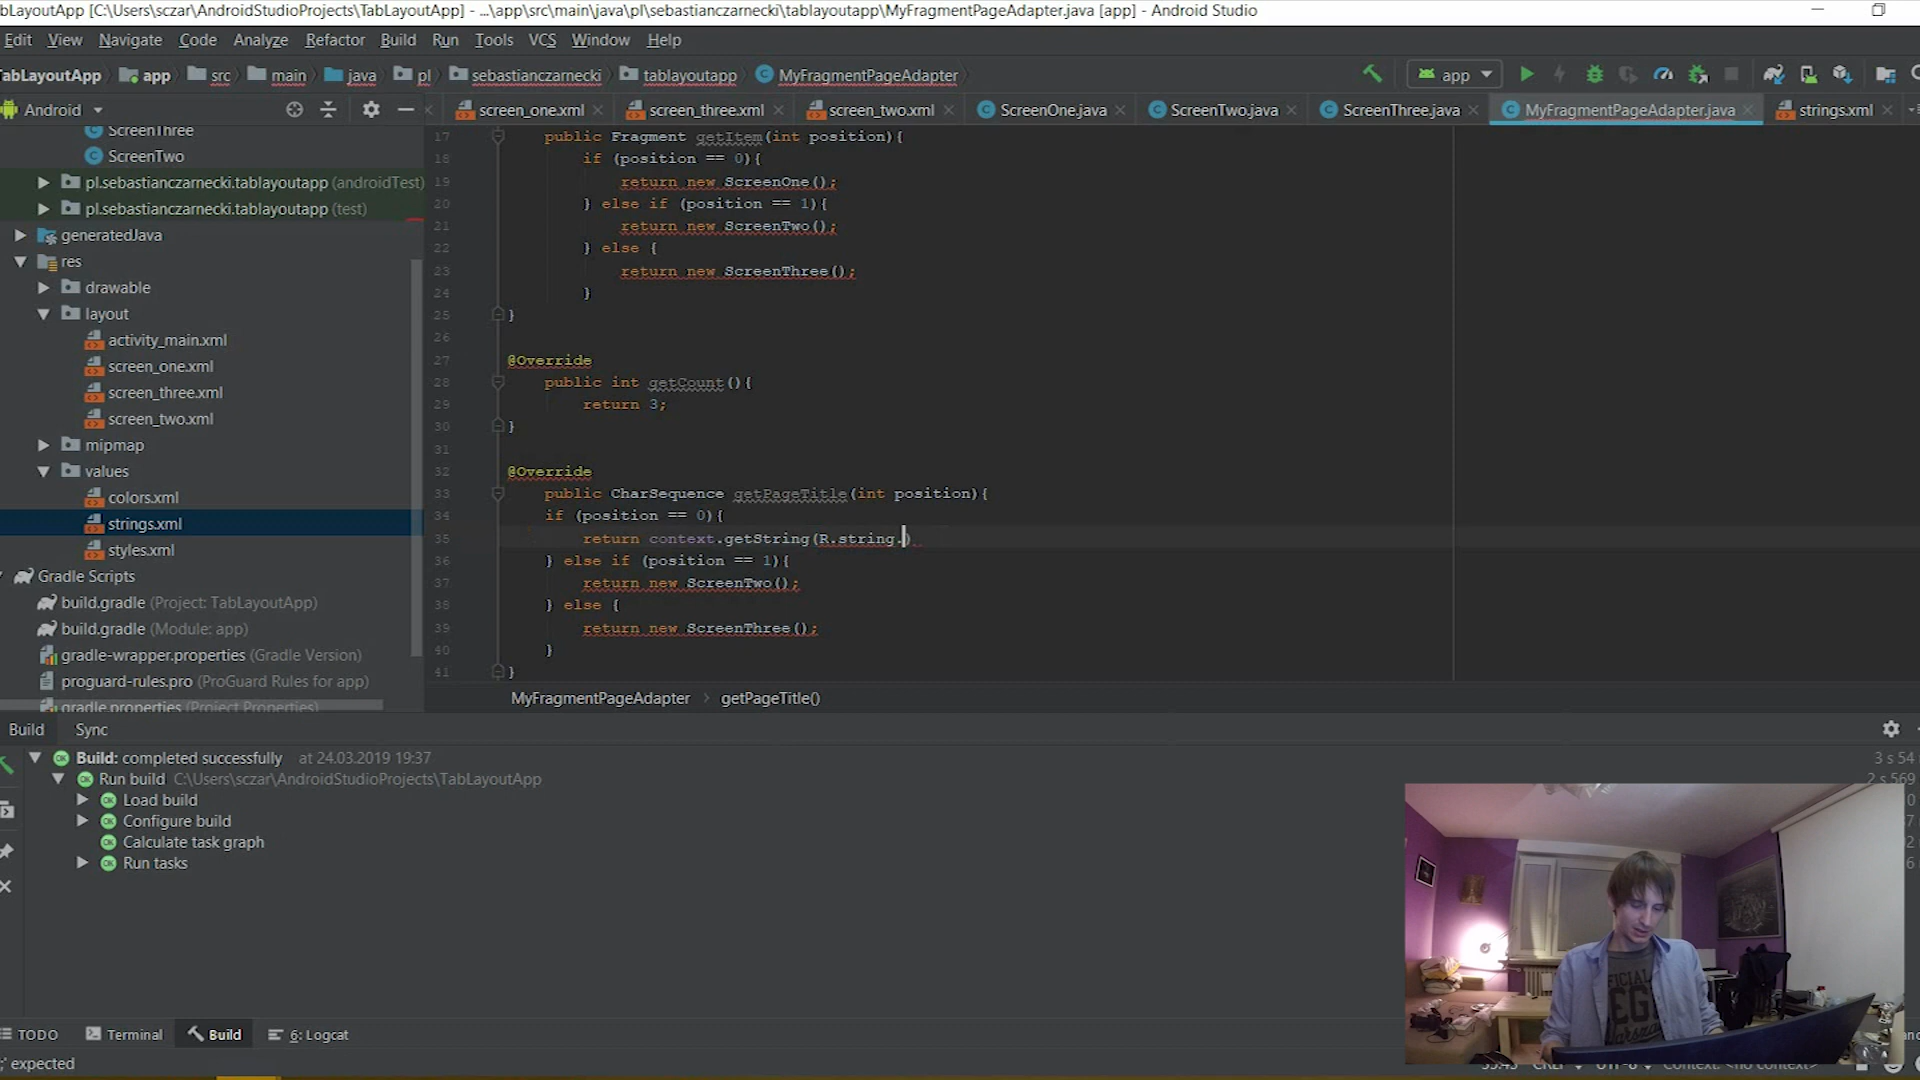 abLayoutApp [C:\Users\sczar\AndroidStudioProjects\TabLayoutApp] - ...\app\src\main\java\pl\sebastianczarnecki\tablayoutapp\MyFragmentPageAdapter.java [app] - Android Studio
Edit View Navigate Code Analyze Refactor Build Run Tools VCS Window Help
TabLayoutApp app src main java pl sebastianczarnecki tablayoutapp MyFragmentPageAdapter app
Android screen_one.xml screen_three.xml screen_two.xml ScreenOne.java ScreenTwo.java ScreenThree.java MyFragmentPageAdapter.java strings.xml
ScreenThree
ScreenTwo
pl.sebastianczarnecki.tablayoutapp (androidTest)
pl.sebastianczarnecki.tablayoutapp (test)
generatedJava
res
drawable
layout
activity_main.xml
screen_one.xml
screen_three.xml
screen_two.xml
mipmap
values
colors.xml
strings.xml
styles.xml
Gradle Scripts
build.gradle (Project: TabLayoutApp)
build.gradle (Module: app)
gradle-wrapper.properties (Gradle Version)
proguard-rules.pro (ProGuard Rules for app)
gradle.properties (Project Properties)
17 public Fragment getItem(int position){
18 if (position == 0){
19 return new ScreenOne();
20 } else if (position == 1){
21 return new ScreenTwo();
22 } else {
23 return new ScreenThree();
24 }
25 }
26
27 @Override
28 public int getCount(){
29 return 3;
30 }
31
32 @Override
33 public CharSequence getPageTitle(int position){
34 if (position == 0){
35 return context.getString(R.string.)
36 } else if (position == 1){
37 return new ScreenTwo();
38 } else {
39 return new ScreenThree();
40 }
41 }
MyFragmentPageAdapter > getPageTitle()
Build Sync
Build: completed successfully at 24.03.2019 19:37 3 s 54
Run build C:\Users\sczar\AndroidStudioProjects\TabLayoutApp 2 s 569
Load build
Configure build
Calculate task graph
Run tasks
TODO Terminal Build 6: Logcat
';' expected